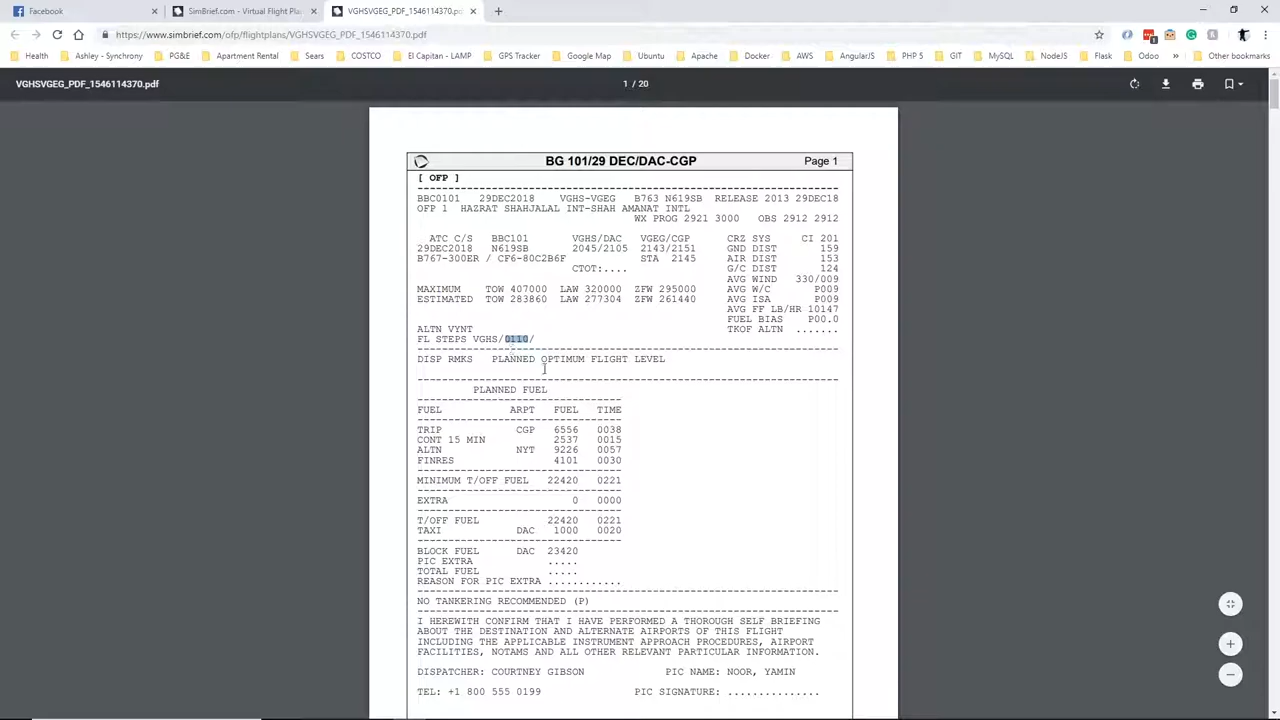 Facebook
SimBrief.com - Virtual Flight Pla
VGHSVGEG_PDF_1546114370.pdf
https://www.simbrief.com/ofp/flightplans/VGHSVGEG_PDF_1546114370.pdf
Health Ashley - Synchrony PG&E Apartment Rental Sears COSTCO El Capitan - LAMP GPS Tracker Google Map Ubuntu Apache Docker AWS AngularJS PHP 5 GIT MySQL NodeJS Flask Odoo » Other bookmarks
VGHSVGEG_PDF_1546114370.pdf 1 / 20
BG 101/29 DEC/DAC-CGP Page 1
[ OFP ]
BBC0101 29DEC2018 VGHS-VGEG B763 N619SB RELEASE 2013 29DEC18
OFP 1 HAZRAT SHAHJALAL INT-SHAH AMANAT INTL
WX PROG 2921 3000 OBS 2912 2912
ATC C/S BBC101 VGHS/DAC VGEG/CGP CRZ SYS CI 201
29DEC2018 N619SB 2045/2105 2143/2151 GND DIST 159
B767-300ER / CF6-80C2B6F STA 2145 AIR DIST 153
CTOT:.... G/C DIST 124
AVG WIND 330/009
MAXIMUM TOW 407000 LAW 320000 ZFW 295000 AVG W/C P009
ESTIMATED TOW 283860 LAW 277304 ZFW 261440 AVG ISA P009
AVG FF LB/HR 10147
FUEL BIAS P00.0
ALTN VYNT TKOF ALTN .......
FL STEPS VGHS/0110/
DISP RMKS PLANNED OPTIMUM FLIGHT LEVEL
PLANNED FUEL
FUEL ARPT FUEL TIME
TRIP CGP 6556 0038
CONT 15 MIN 2537 0015
ALTN NYT 9226 0057
FINRES 4101 0030
MINIMUM T/OFF FUEL 22420 0221
EXTRA 0 0000
T/OFF FUEL 22420 0221
TAXI DAC 1000 0020
BLOCK FUEL DAC 23420
PIC EXTRA .....
TOTAL FUEL .....
REASON FOR PIC EXTRA ............
NO TANKERING RECOMMENDED (P)
I HEREWITH CONFIRM THAT I HAVE PERFORMED A THOROUGH SELF BRIEFING
ABOUT THE DESTINATION AND ALTERNATE AIRPORTS OF THIS FLIGHT
INCLUDING THE APPLICABLE INSTRUMENT APPROACH PROCEDURES, AIRPORT
FACILITIES, NOTAMS AND ALL OTHER RELEVANT PARTICULAR INFORMATION.
DISPATCHER: COURTNEY GIBSON PIC NAME: NOOR, YAMIN
TEL: +1 800 555 0199 PIC SIGNATURE: ...............